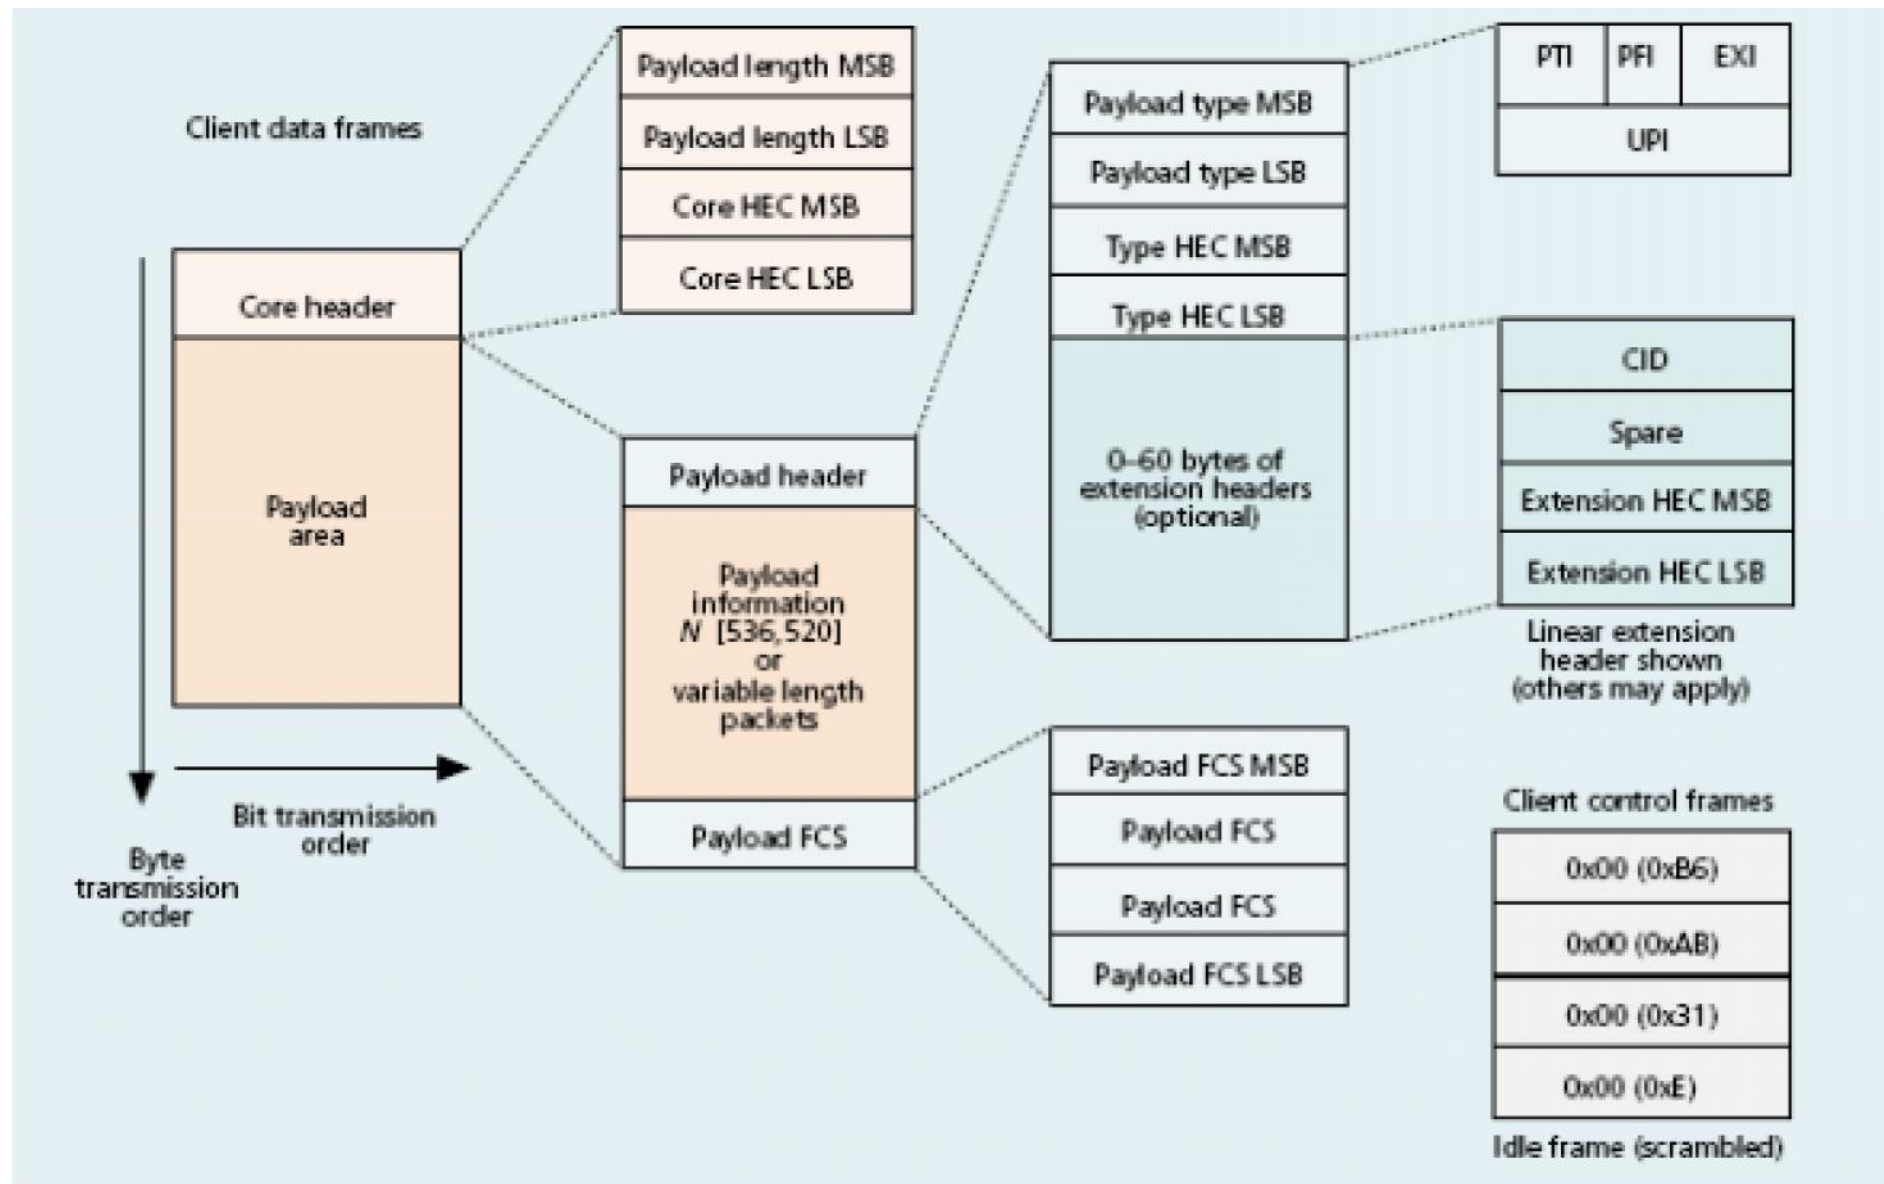 Client data frames
Core header
Payload
area
Bit transmission
order
Byte
transmission
order
Payload length MSB
Payload length LSB
Core HEC MSB
Core HEC LSB
Payload header
Payload
information
N [536,520]
or
variable length
packets
Payload FCS
Payload type MSB
Payload type LSB
Type HEC MSB
Type HEC LSB
0–60 bytes of
extension headers
(optional)
Payload FCS MSB
Payload FCS
Payload FCS
Payload FCS LSB
PTI PFI EXI
UPI
CID
Spare
Extension HEC MSB
Extension HEC LSB
Linear extension
header shown
(others may apply)
Client control frames
0x00 (0xB6)
0x00 (0xAB)
0x00 (0x31)
0x00 (0xE)
Idle frame (scrambled)